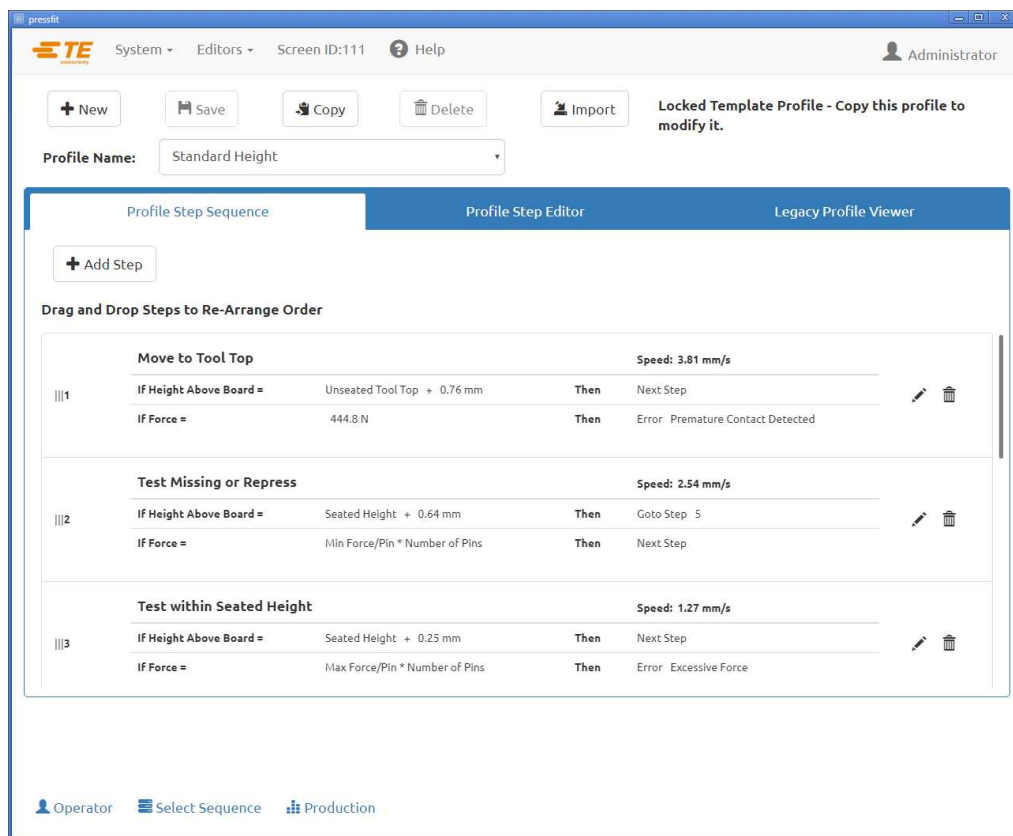 pressfit
TE connectivity System Editors Screen ID:111 Help Administrator
New Save Copy Delete Import Locked Template Profile - Copy this profile to
modify it.
Profile Name: Standard Height
Profile Step Sequence Profile Step Editor Legacy Profile Viewer
Add Step
Drag and Drop Steps to Re-Arrange Order
Move to Tool Top Speed: 3.81 mm/s
|||1 If Height Above Board = Unseated Tool Top + 0.76 mm Then Next Step
If Force = 444.8 N Then Error Premature Contact Detected
Test Missing or Repress Speed: 2.54 mm/s
|||2 If Height Above Board = Seated Height + 0.64 mm Then Goto Step 5
If Force = Min Force/Pin * Number of Pins Then Next Step
Test within Seated Height Speed: 1.27 mm/s
|||3 If Height Above Board = Seated Height + 0.25 mm Then Next Step
If Force = Max Force/Pin * Number of Pins Then Error Excessive Force
Operator Select Sequence Production